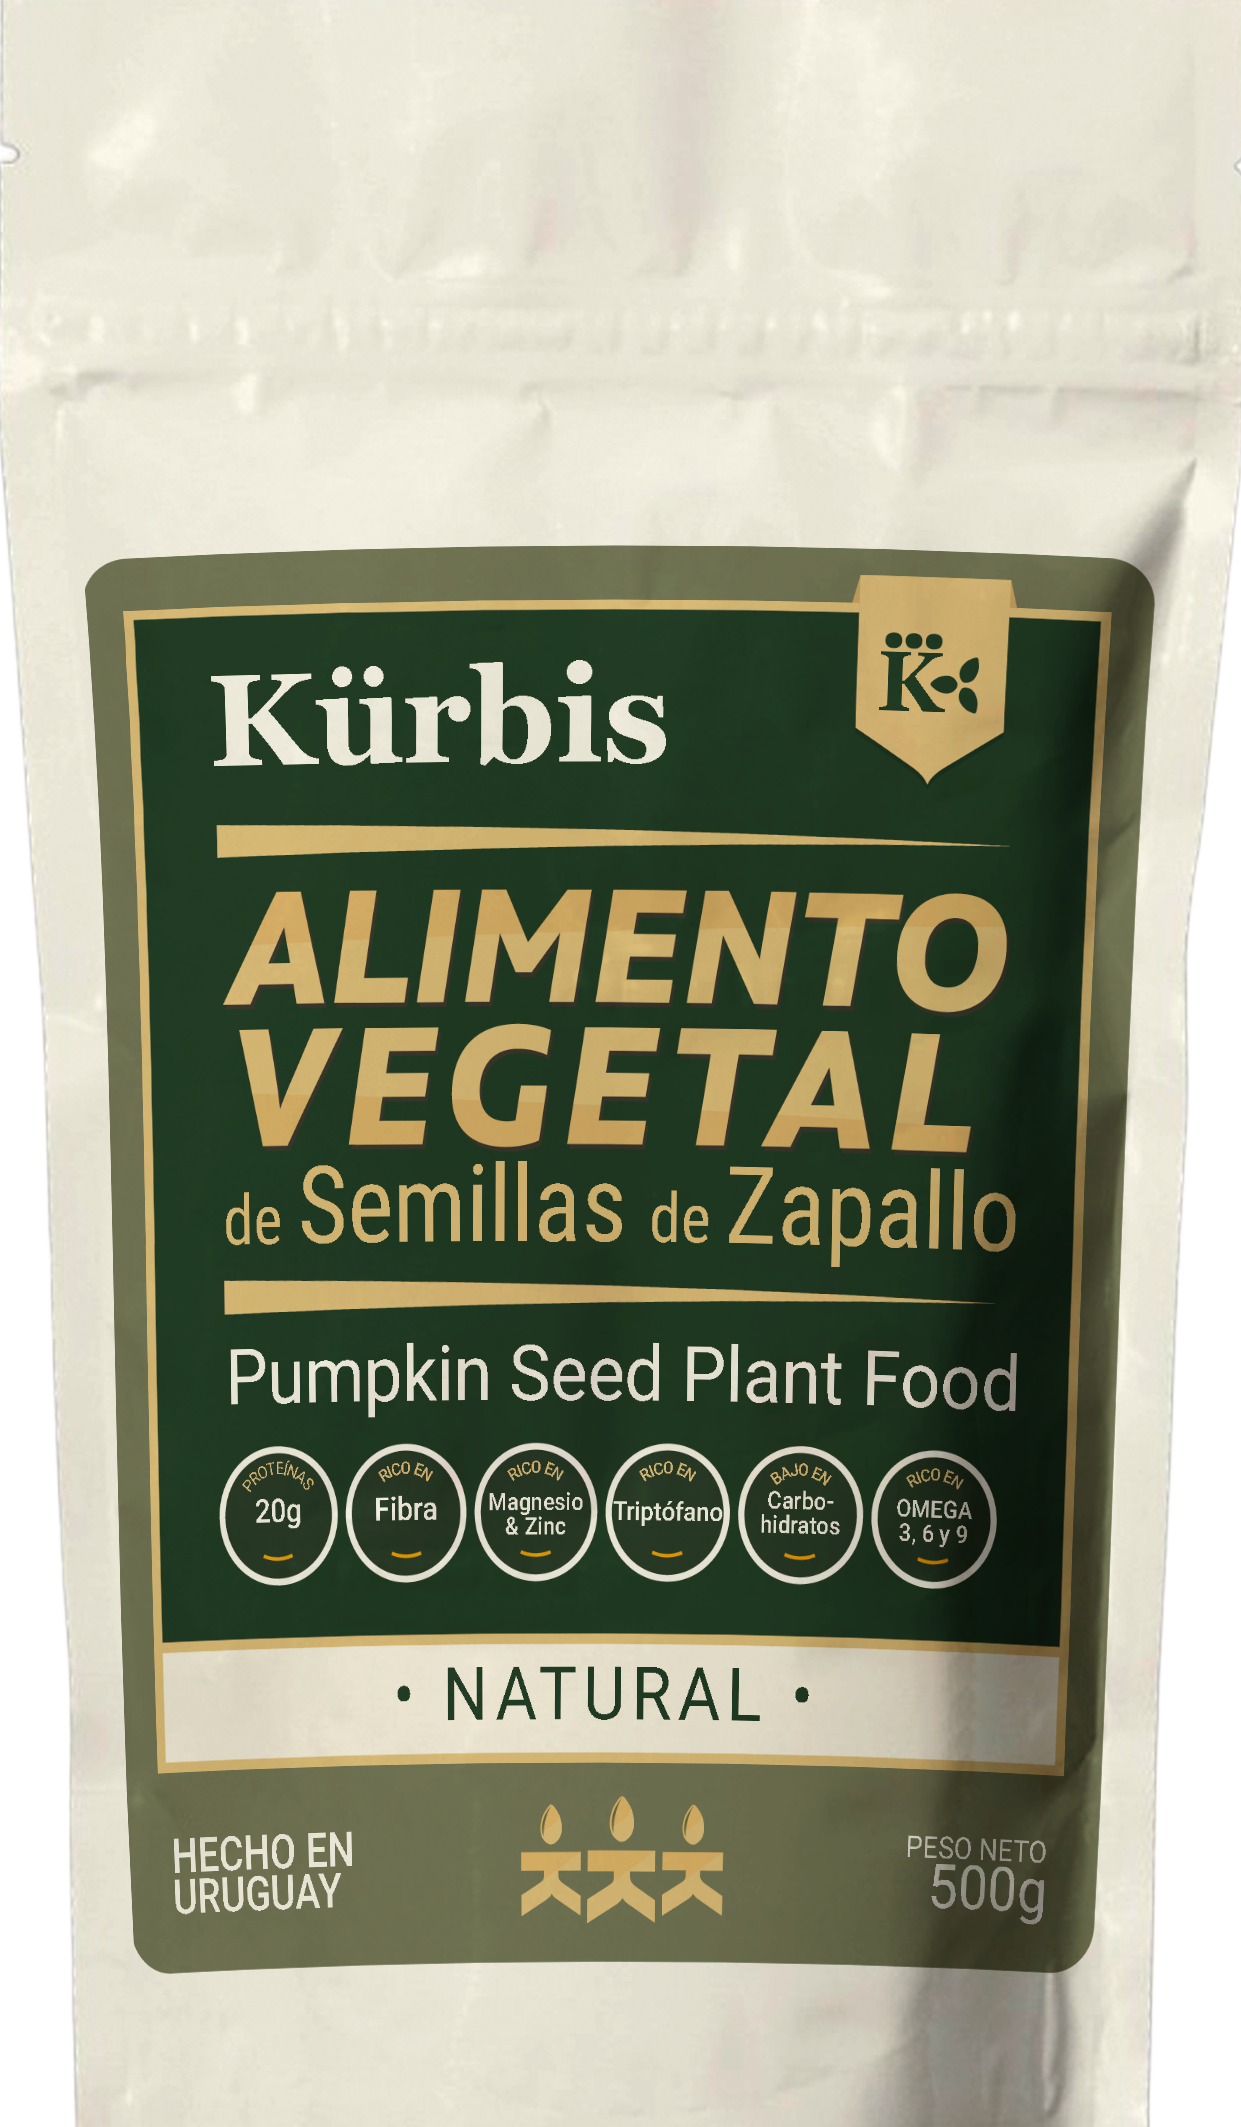 Kürbis
K
ALIMENTO
VEGETAL
de Semillas de Zapallo
Pumpkin Seed Plant Food
PROTEÍNAS
20g
RICO EN
Fibra
RICO EN
Magnesio
& Zinc
RICO EN
Triptófano
BAJO EN
Carbo-
hidratos
RICO EN
OMEGA
3, 6 y 9
• NATURAL •
HECHO EN
URUGUAY
PESO NETO
500g